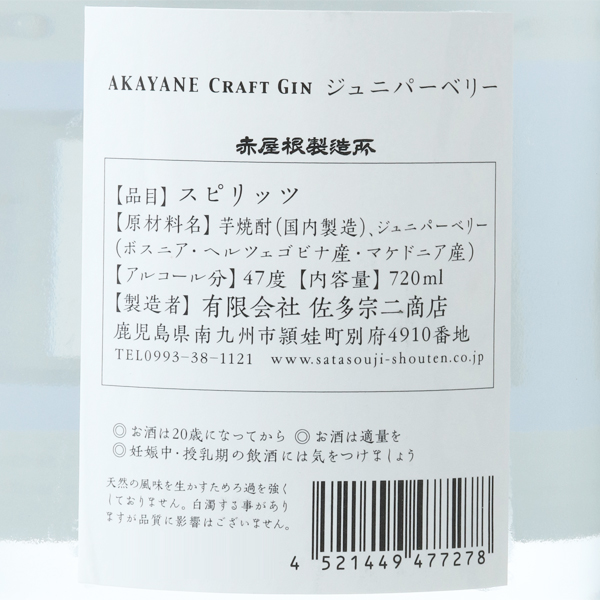 AKAYANE CRAFT GIN ジュニパーベリー
赤屋根製造所
【品目】スピリッツ
【原材料名】芋焼酎(国内製造)、ジュニパーベリー
(ボスニア・ヘルツェゴビナ産・マケドニア産)
【アルコール分】47度【内容量】720ml
【製造者】有限会社 佐多宗二商店
鹿児島県南九州市頴娃町別府4910番地
TEL0993-38-1121 www.satasouji-shouten.co.jp
◎お酒は20歳になってから ◎お酒は適量を
◎妊娠中・授乳期の飲酒には気をつけましょう
天然の風味を生かすためろ過を強く
しておりません。白濁する事があり
ますが品質に影響はございません。
4 521449 477278